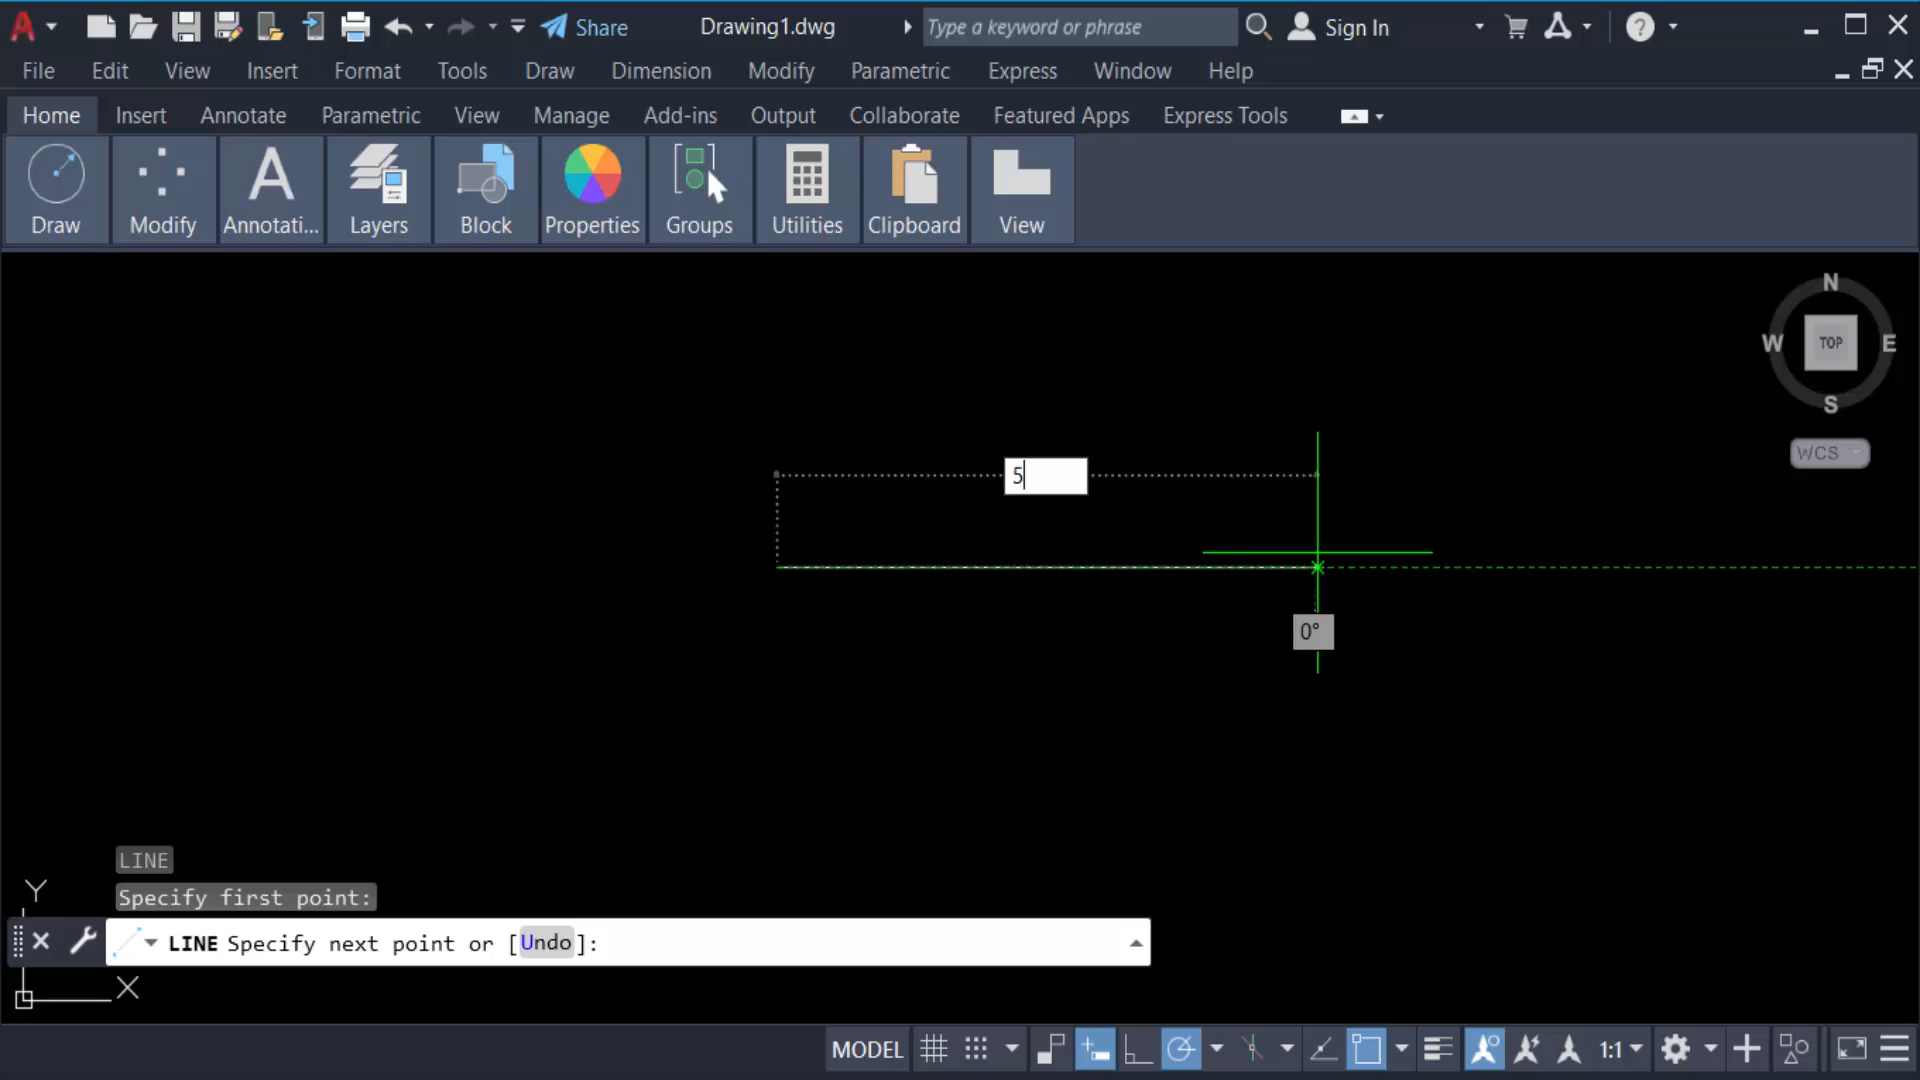 Share
Drawing1.dwg
Type a keyword or phrase
Sign In
File Edit View Insert Format Tools Draw Dimension Modify Parametric Express Window Help
Home Insert Annotate Parametric View Manage Add-ins Output Collaborate Featured Apps Express Tools
Draw Modify Annotati... Layers Block Properties Groups Utilities Clipboard View
N
W TOP E
S
WCS
5
0°
LINE
Specify first point:
Y
LINE Specify next point or [Undo]:
X
MODEL 1:1